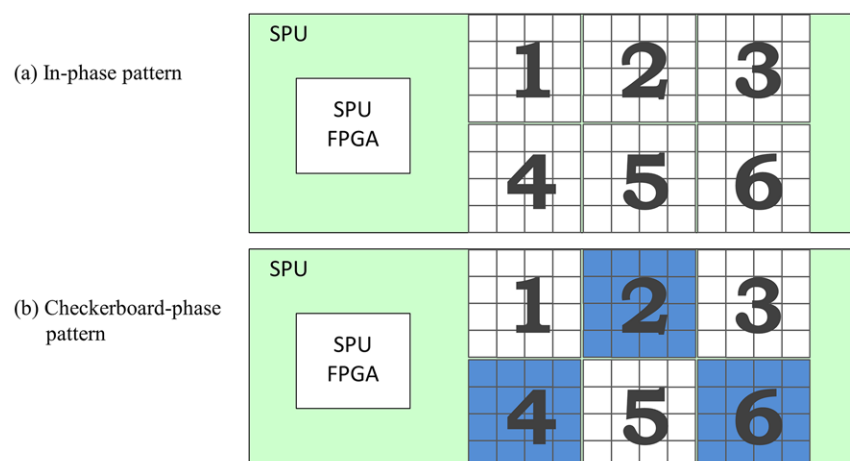 SPU
(a) In-phase pattern
SPU
FPGA
1 2 3
4 5 6
SPU
(b) Checkerboard-phase
pattern
SPU
FPGA
1 2 3
4 5 6